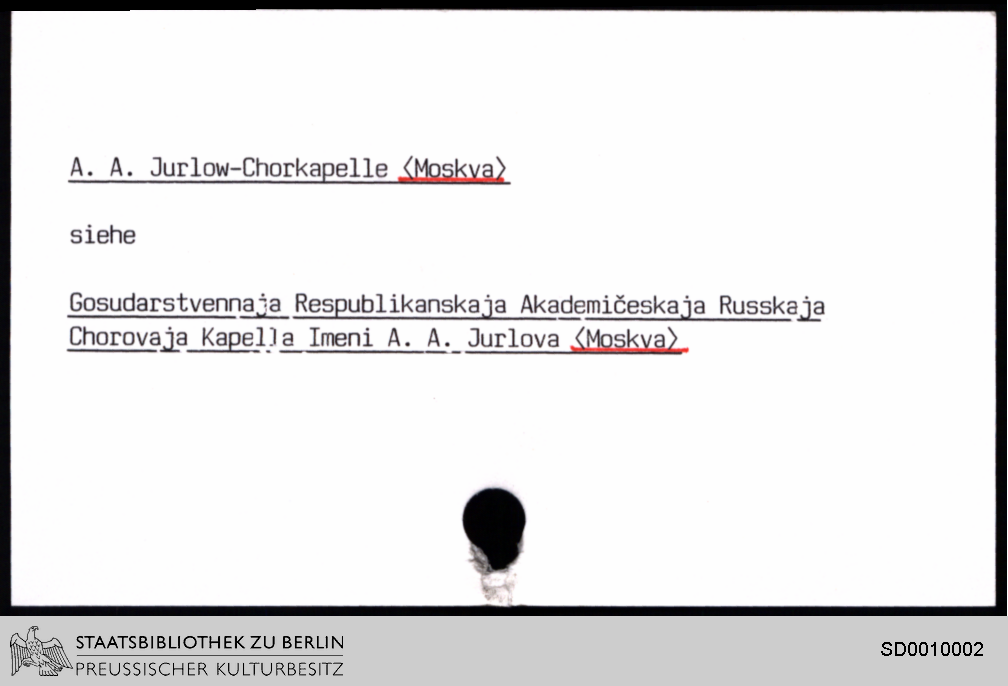 A. A. Jurlow-Chorkapelle <Moskva>
siehe
Gosudarstvennaja Respublikanskaja Akademičeskaja Russkaja
Chorovaja Kapella Imeni A. A. Jurlova <Moskva>
STAATSBIBLIOTHEK ZU BERLIN
PREUSSISCHER KULTURBESITZ
SD0010002